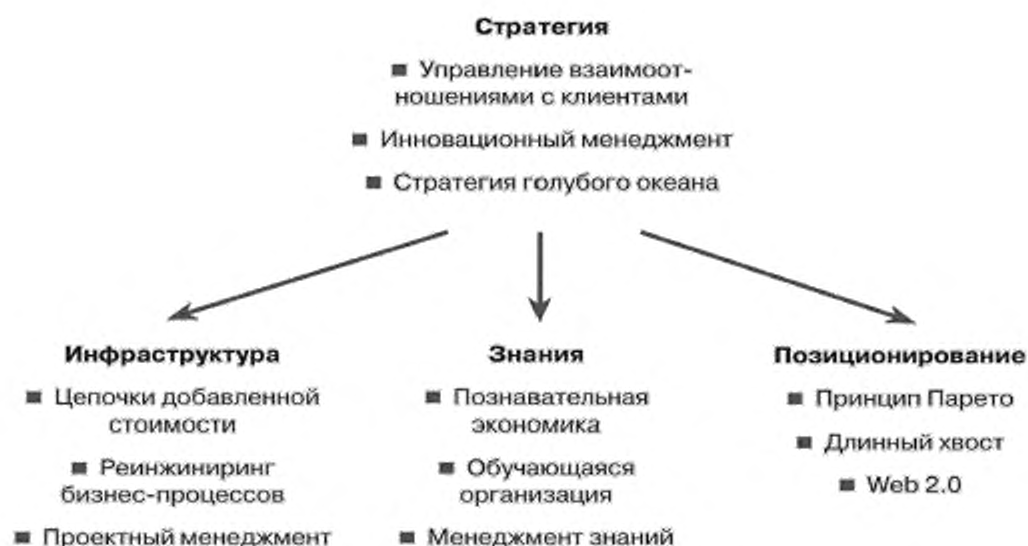 Стратегия
■ Управление взаимоот-
ношениями с клиентами
■ Инновационный менеджмент
■ Стратегия голубого океана
Инфраструктура
■ Цепочки добавленной
стоимости
■ Реинжиниринг
бизнес-процессов
■ Проектный менеджмент
Знания
■ Познавательная
экономика
■ Обучающаяся
организация
■ Менеджмент знаний
Позиционирование
■ Принцип Парето
■ Длинный хвост
■ Web 2.0